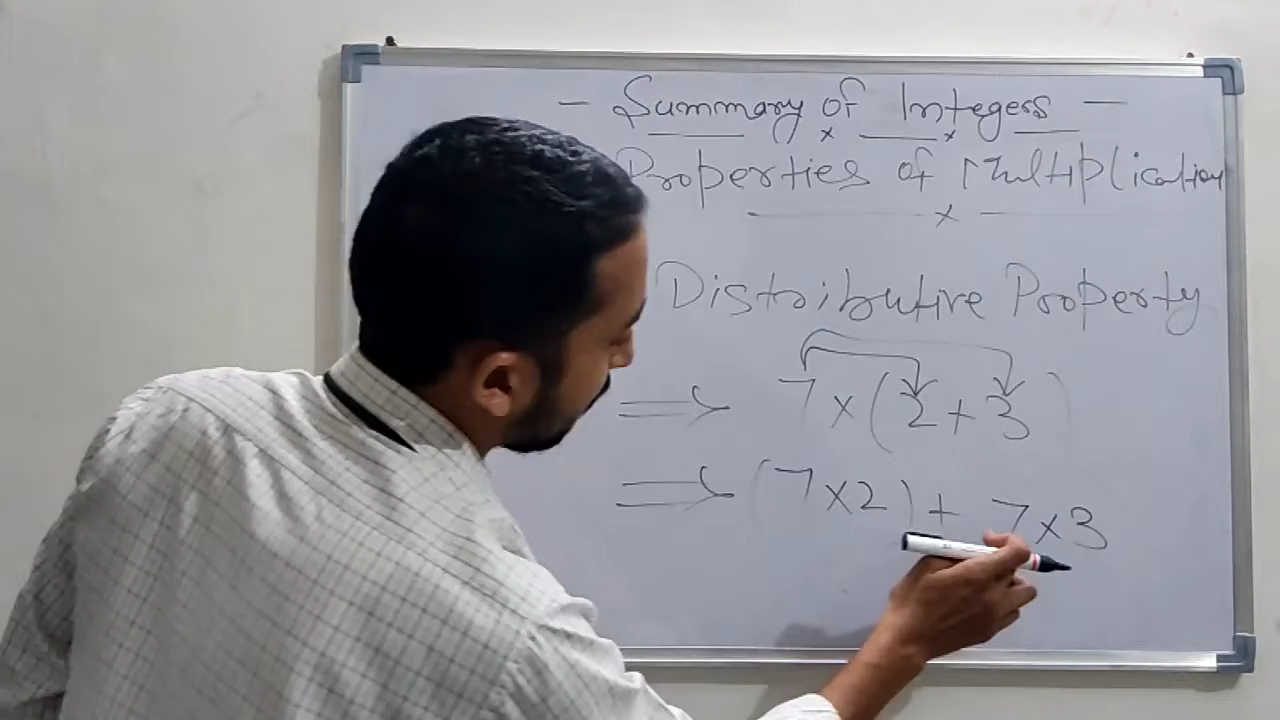 - Summary of Integers -
Properties of Multiplication
Distributive Property
⇒ 7 × (2 + 3)
⇒ (7 × 2) + 7 × 3